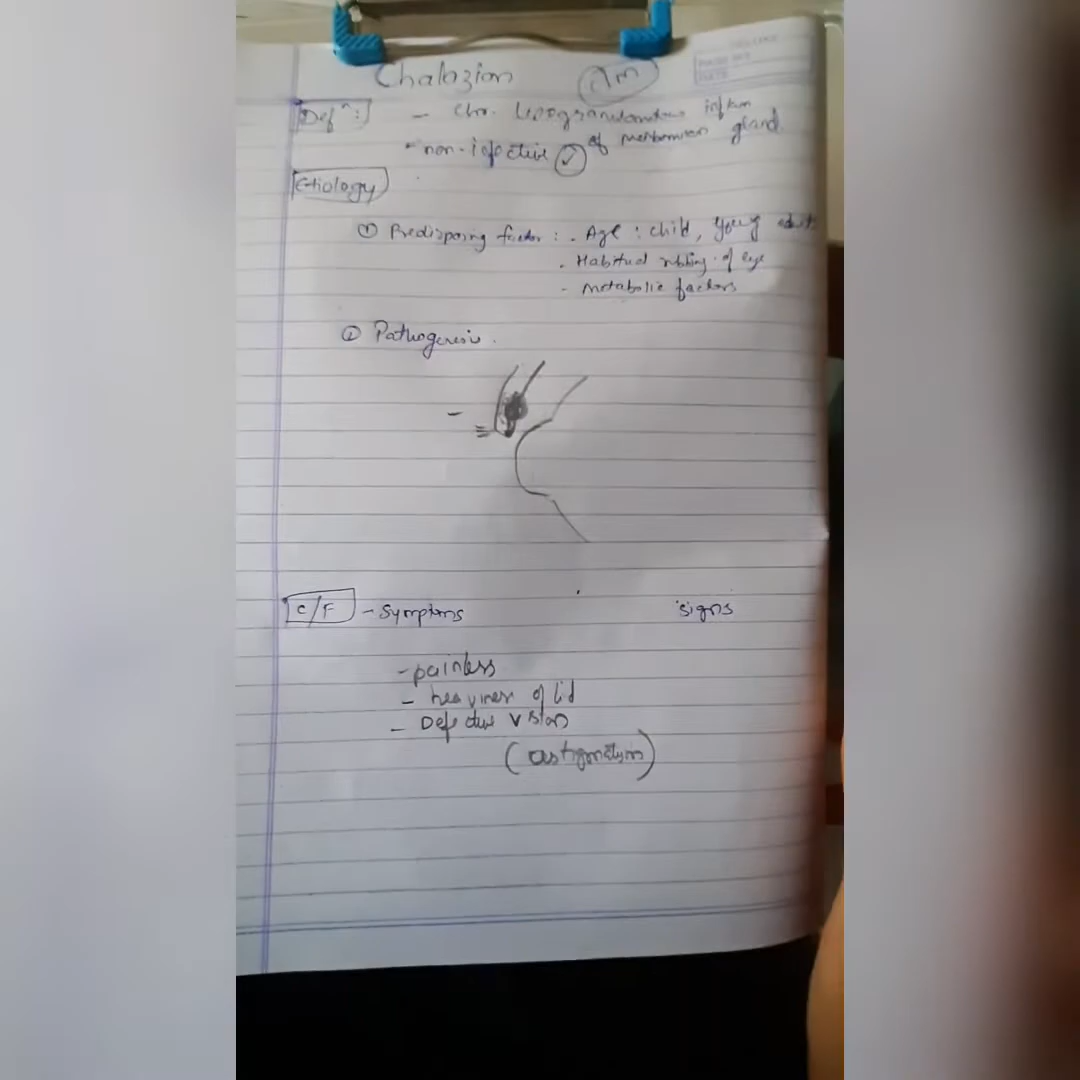 Chalazion
Defn: - Chr. lipogranulomatous inflam
of meibomian gland
- non-infective ✓
Etiology
① Predisposing factor : . Age : child, young adults
. Habitual rubbing of eye
- Metabolic factors
② Pathogenesis.
C/F - Symptoms signs
- painless
- heaviness of lid
- Defective vision
(astigmatism)